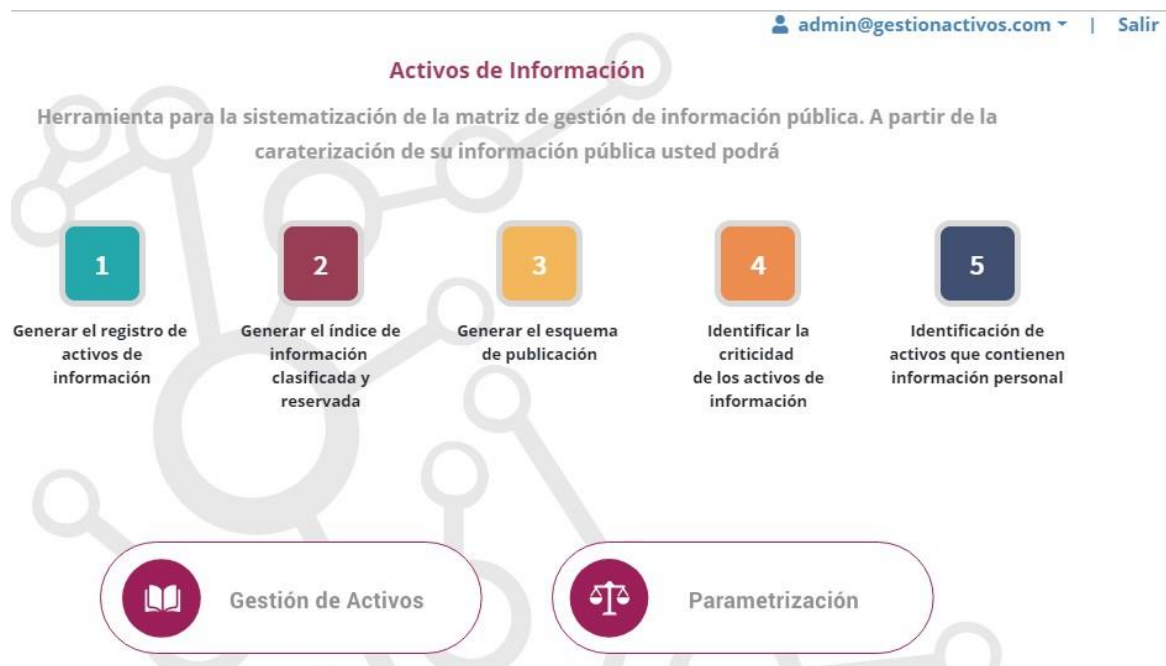 admin@gestionactivos.com | Salir
Activos de Información
Herramienta para la sistematización de la matriz de gestión de información pública. A partir de la
caraterización de su información pública usted podrá
1
Generar el registro de
activos de
información
2
Generar el índice de
información
clasificada y
reservada
3
Generar el esquema
de publicación
4
Identificar la
criticidad
de los activos de
información
5
Identificación de
activos que contienen
información personal
Gestión de Activos
Parametrización